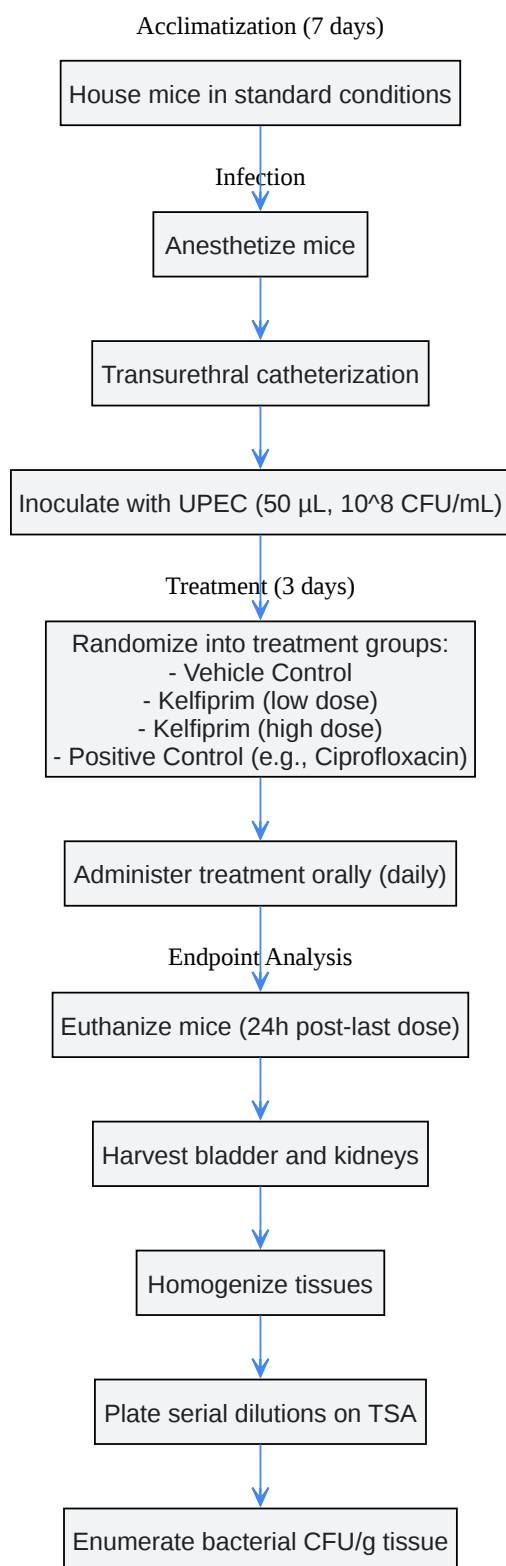 Acclimatization (7 days)
House mice in standard conditions
Infection
Anesthetize mice
Transurethral catheterization
Inoculate with UPEC (50 µL, 10^8 CFU/mL)
Treatment (3 days)
Randomize into treatment groups:
- Vehicle Control
- Kelfiprim (low dose)
- Kelfiprim (high dose)
- Positive Control (e.g., Ciprofloxacin)
Administer treatment orally (daily)
Endpoint Analysis
Euthanize mice (24h post-last dose)
Harvest bladder and kidneys
Homogenize tissues
Plate serial dilutions on TSA
Enumerate bacterial CFU/g tissue